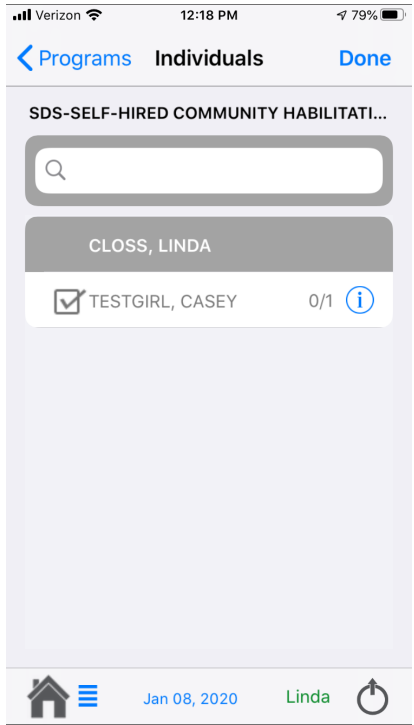 Verizon 12:18 PM 79%
Programs Individuals Done
SDS-SELF-HIRED COMMUNITY HABILITATI...
CLOSS, LINDA
TESTGIRL, CASEY 0/1 i
Jan 08, 2020 Linda